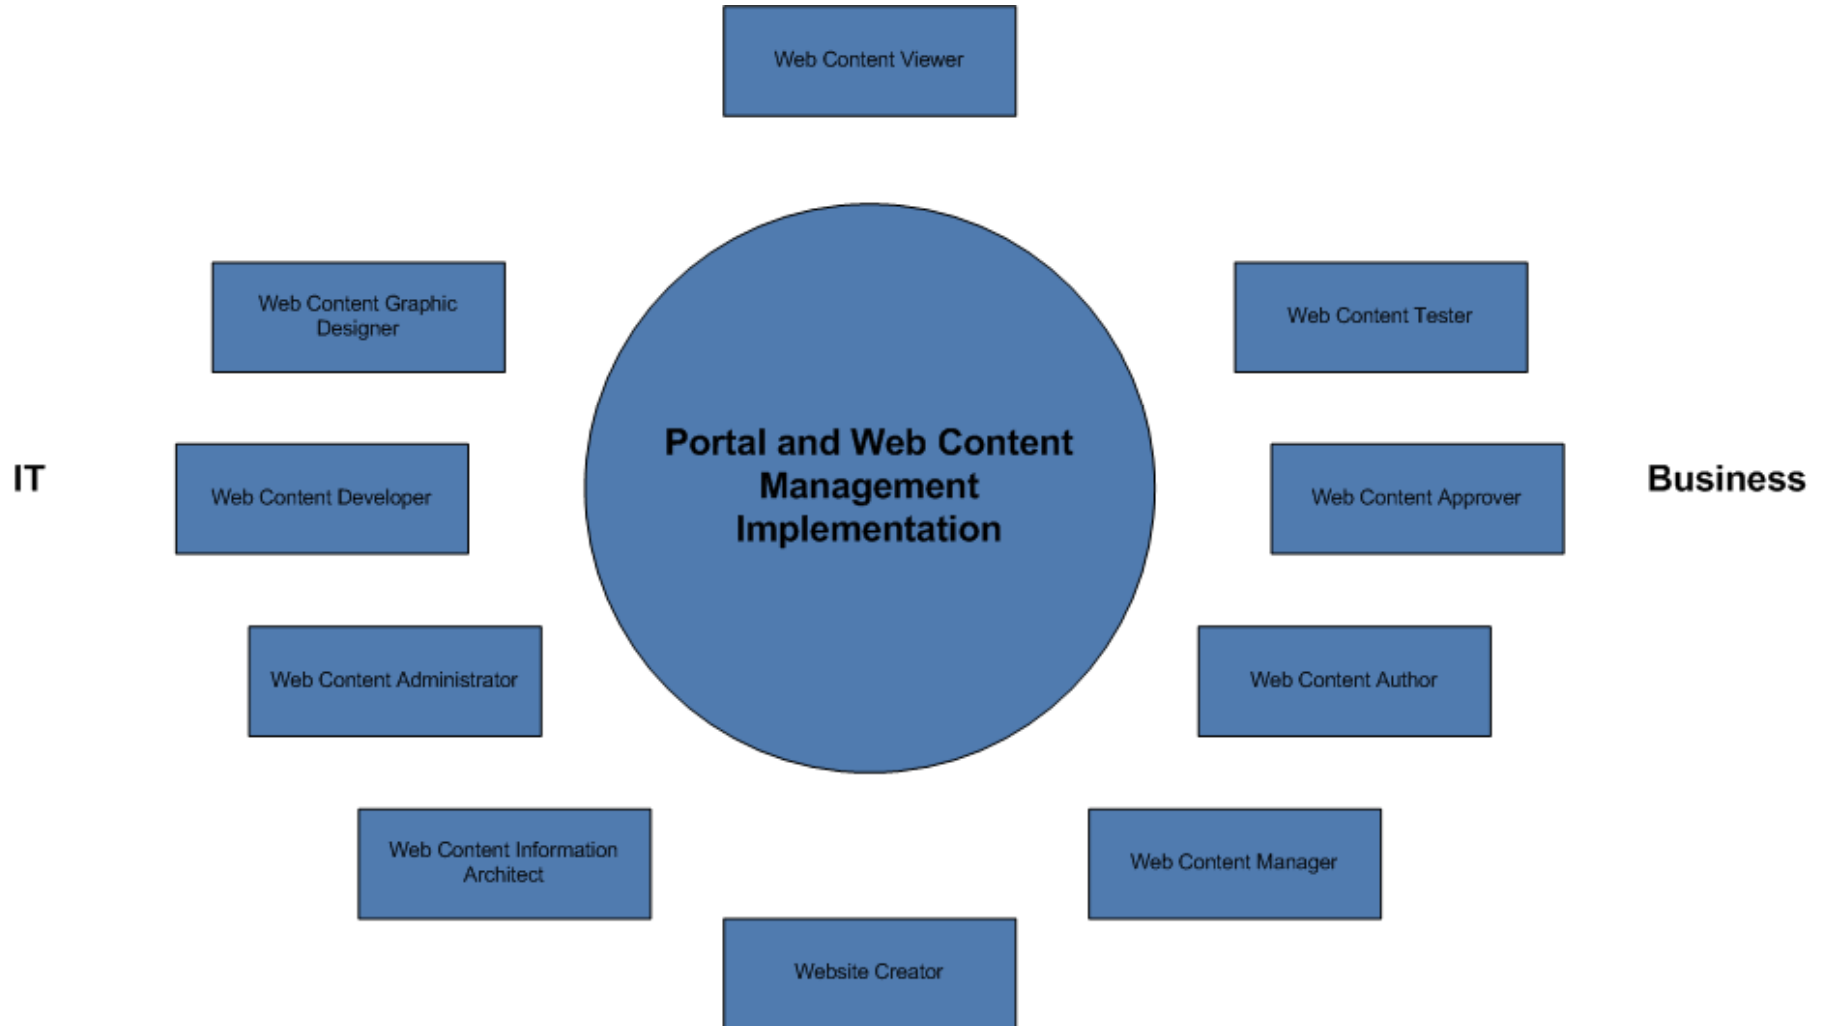 Web Content Viewer
Web Content Graphic
Designer
Web Content Tester
Portal and Web Content
Management
Implementation
IT
Web Content Developer
Web Content Approver
Business
Web Content Administrator
Web Content Author
Web Content Information
Architect
Web Content Manager
Website Creator